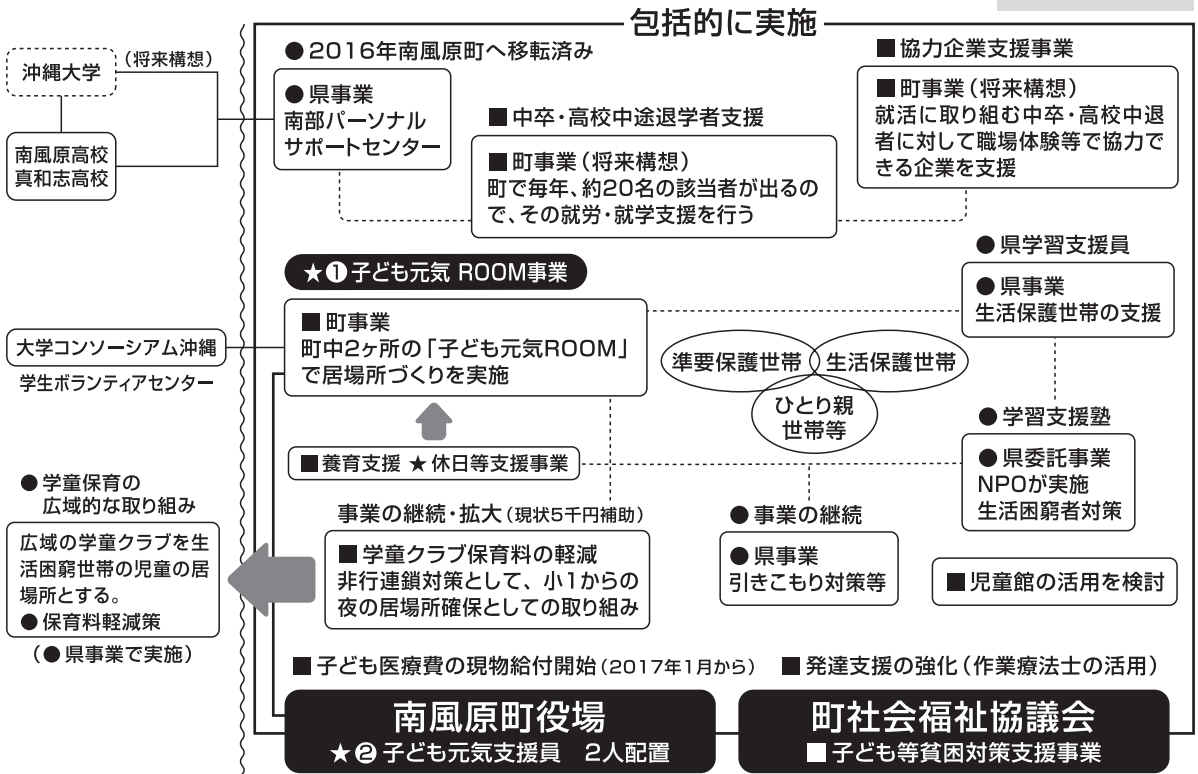 包括的に実施
沖縄大学
（将来構想）
南風原高校
真和志高校
● 2016年南風原町へ移転済み
● 県事業
南部パーソナル
サポートセンター
■ 中卒・高校中途退学者支援
■ 町事業（将来構想）
町で毎年、約20名の該当者が出るの
で、その就労・就学支援を行う
■ 協力企業支援事業
■ 町事業（将来構想）
就活に取り組む中卒・高校中退
者に対して職場体験等で協力で
きる企業を支援
★❶子ども元気 ROOM事業
■ 町事業
町中2ヶ所の「子ども元気ROOM」
で居場所づくりを実施
大学コンソーシアム沖縄
学生ボランティアセンター
● 県学習支援員
● 県事業
生活保護世帯の支援
準要保護世帯
生活保護世帯
ひとり親
世帯等
● 学習支援塾
● 県委託事業
NPOが実施
生活困窮者対策
■ 養育支援 ★ 休日等支援事業
● 学童保育の
広域的な取り組み
広域の学童クラブを生
活困窮世帯の児童の居
場所とする。
● 保育料軽減策
（● 県事業で実施）
事業の継続・拡大（現状5千円補助）
■ 学童クラブ保育料の軽減
非行連鎖対策として、小1からの
夜の居場所確保としての取り組み
● 事業の継続
● 県事業
引きこもり対策等
■ 児童館の活用を検討
■ 子ども医療費の現物給付開始（2017年1月から）
■ 発達支援の強化（作業療法士の活用）
南風原町役場
★❷ 子ども元気支援員　2人配置
町社会福祉協議会
■ 子ども等貧困対策支援事業